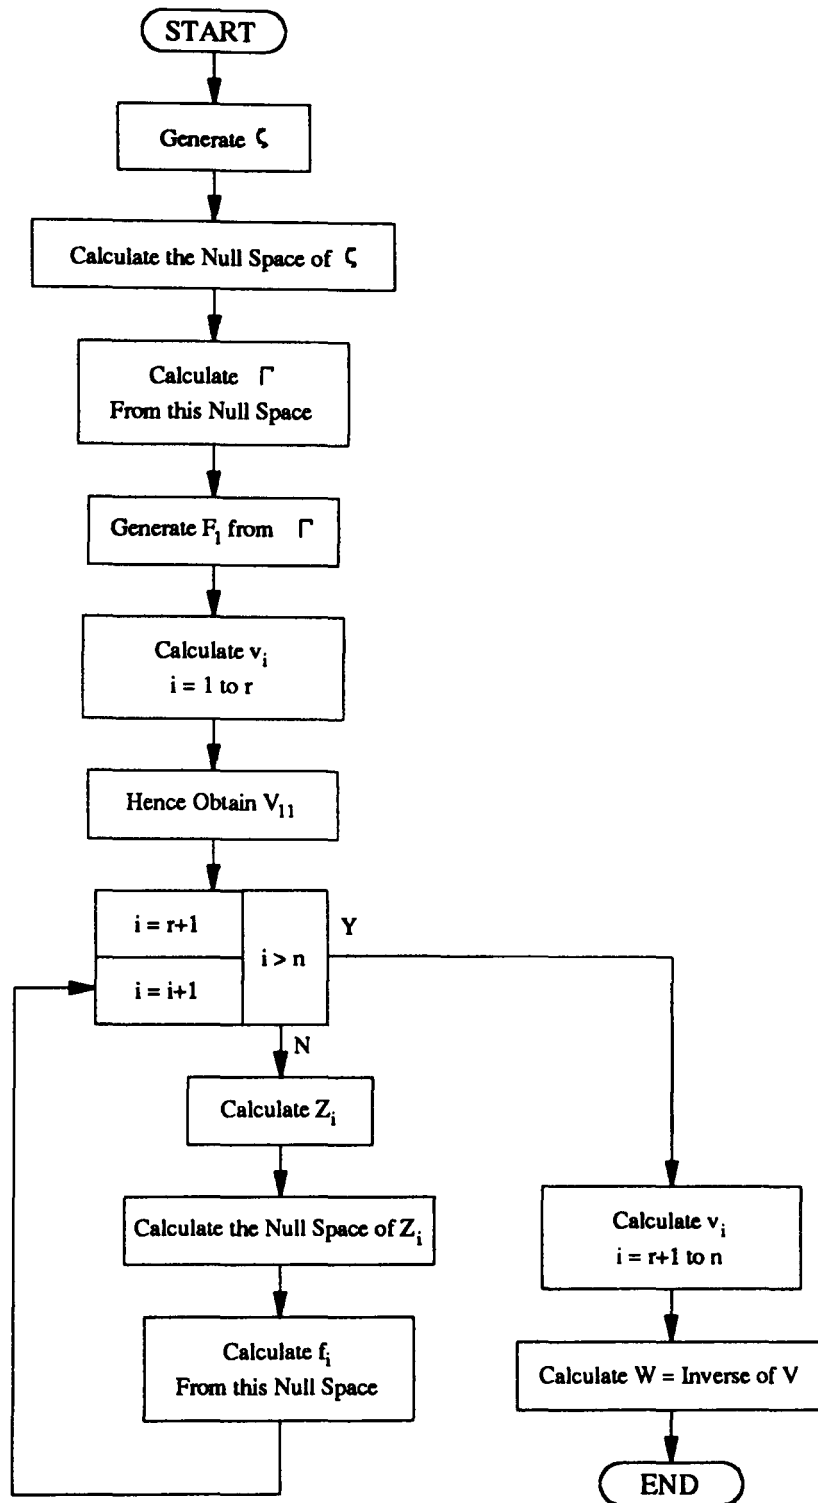 START
Generate ζ
Calculate the Null Space of ζ
Calculate Γ
From this Null Space
Generate F₁ from Γ
Calculate vᵢ
i = 1 to r
Hence Obtain V₁₁
i = r+1
i = i+1
i > n
Y
N
Calculate Zᵢ
Calculate the Null Space of Zᵢ
Calculate fᵢ
From this Null Space
Calculate vᵢ
i = r+1 to n
Calculate W = Inverse of V
END